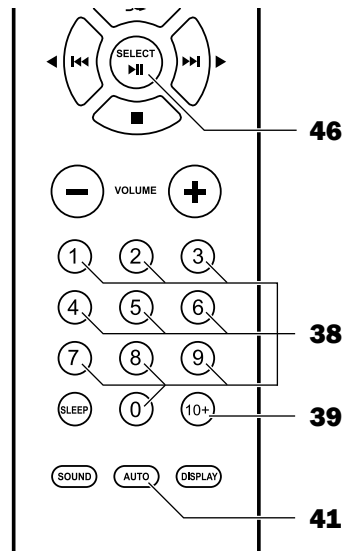 SELECT
46
VOLUME
1 2 3
4 5 6
38
7 8 9
SLEEP 0 10+
39
SOUND AUTO DISPLAY
41